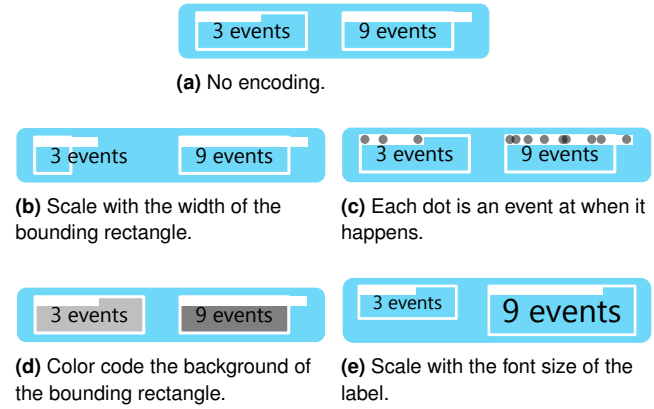 3 events 9 events
(a) No encoding.
3 events 9 events
(b) Scale with the width of the
bounding rectangle.
3 events 9 events
(c) Each dot is an event at when it
happens.
3 events 9 events
(d) Color code the background of
the bounding rectangle.
3 events 9 events
(e) Scale with the font size of the
label.